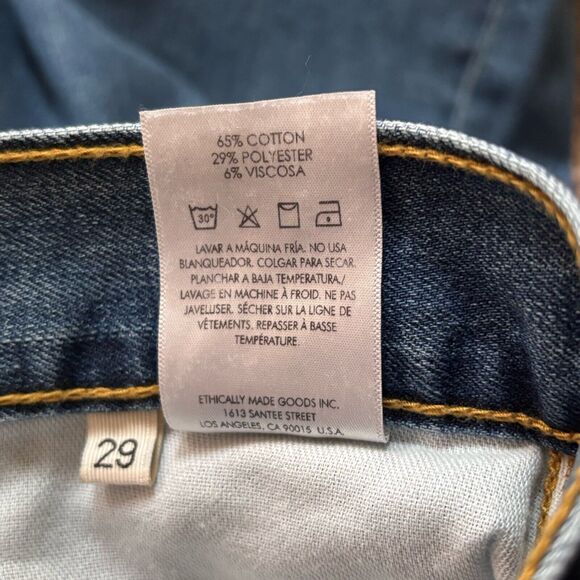 65% COTTON
29% POLYESTER
6% VISCOSA
30°
LAVAR A MÁQUINA FRÍA. NO USA
BLANQUEADOR. COLGAR PARA SECAR.
PLANCHAR A BAJA TEMPERATURA./
LAVAGE EN MACHINE À FROID. NE PAS
JAVELUSER. SÉCHER SUR LA LIGNE DE
VÊTEMENTS. REPASSER À BASSE
TEMPÉRATURE.
ETHICALLY MADE GOODS INC.
1613 SANTEE STREET
LOS ANGELES, CA 90015 U.S.A.
29